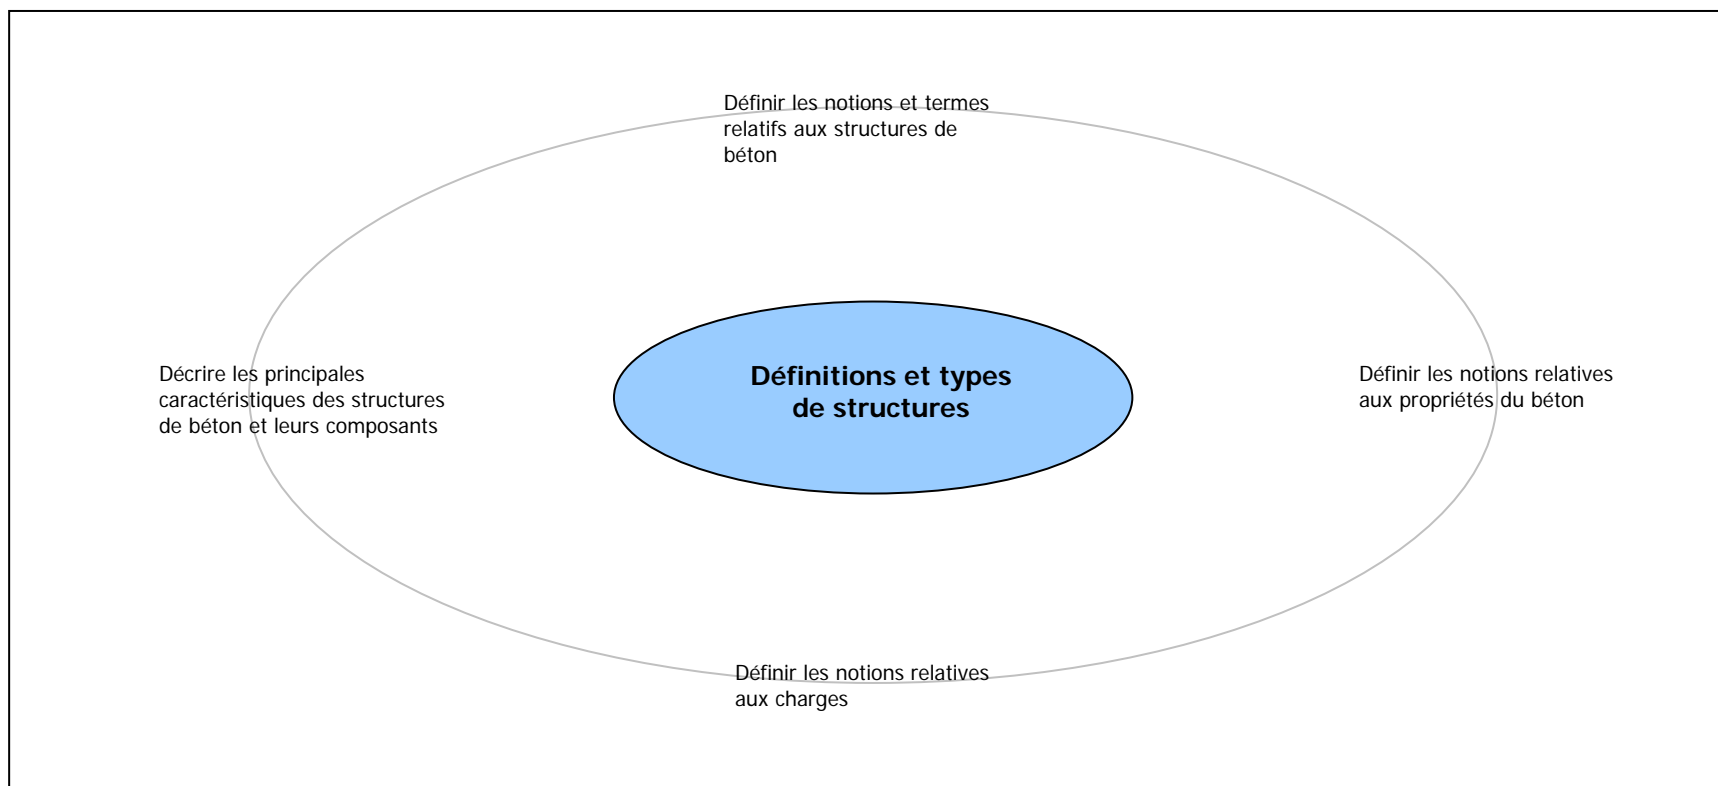 Définir les notions et termes
relatifs aux structures de
béton
Définitions et types
de structures
Décrire les principales
caractéristiques des structures
de béton et leurs composants
Définir les notions relatives
aux propriétés du béton
Définir les notions relatives
aux charges